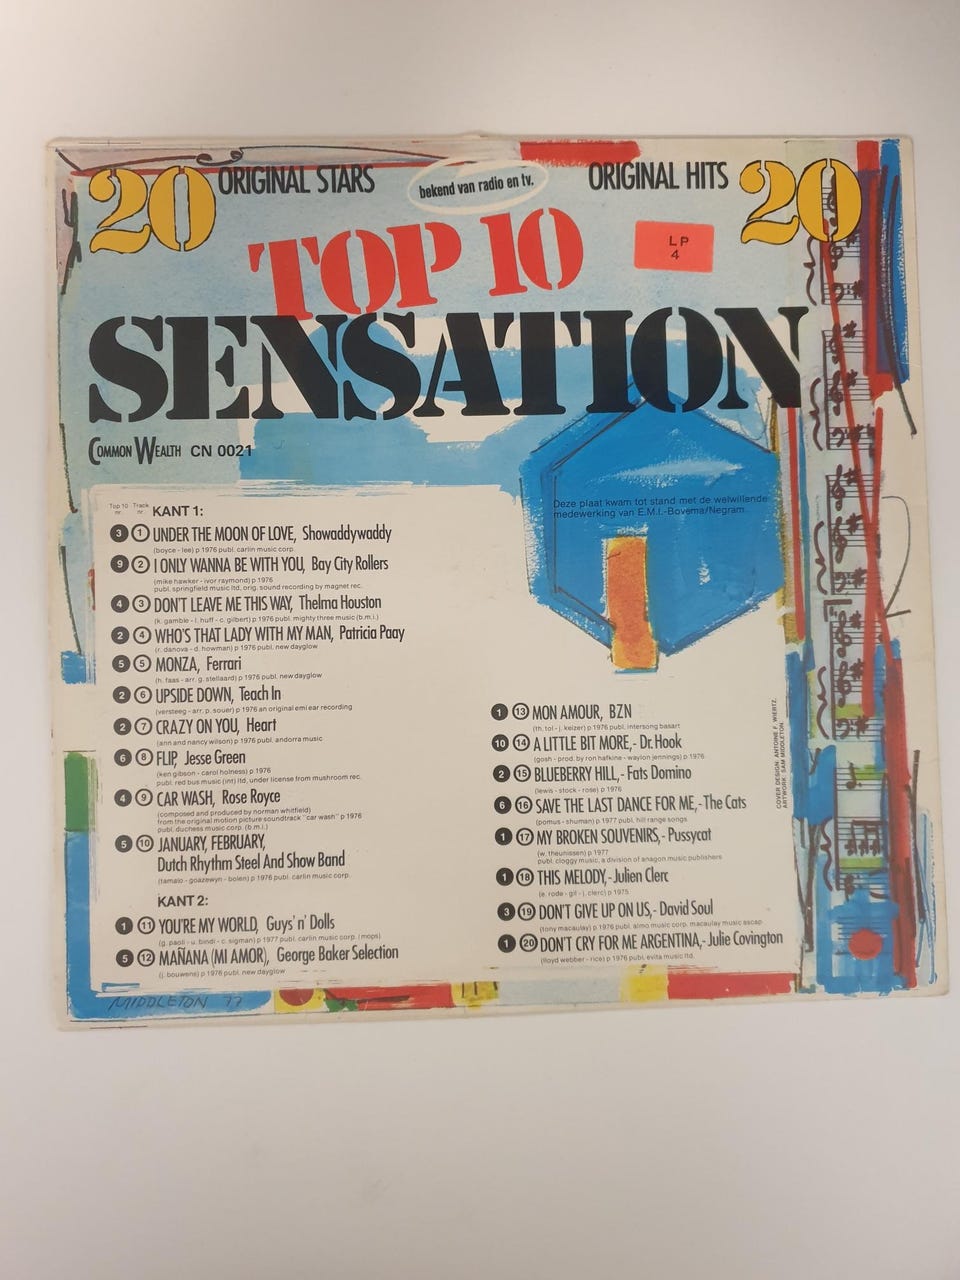 20 ORIGINAL STARS bekend van radio en tv. ORIGINAL HITS 20
TOP 10
LP
4
SENSATION
COMMON WEALTH CN 0021
Deze plaat kwam tot stand met de welwillende
medewerking van E.M.I.-Bovema/Negram.
Top 10 Track
nr. nr. KANT 1:
3 1 UNDER THE MOON OF LOVE, Showaddywaddy
(boyce - lee) p 1976 publ. carlin music corp.
9 2 I ONLY WANNA BE WITH YOU, Bay City Rollers
(mike hawker - ivor raymond) p 1976
publ. springfield music ltd, orig. sound recording by magnet rec.
4 3 DON'T LEAVE ME THIS WAY, Thelma Houston
(k. gamble - l. huff - c. gilbert) p 1976 publ. mighty three music (b.m.i.)
2 4 WHO'S THAT LADY WITH MY MAN, Patricia Paay
(r. danova - d. howman) p 1976 publ. new dayglow
5 5 MONZA, Ferrari
(h. faas - arr. g. stellaard) p 1976 publ. new dayglow
2 6 UPSIDE DOWN, Teach In
(versteeg - arr. p. souer) p 1976 an original emi ear recording
2 7 CRAZY ON YOU, Heart
(ann and nancy wilson) p 1976 publ. andorra music
6 8 FLIP, Jesse Green
(ken gibson - carol holness) p 1976
publ. red bus music (int) ltd, under license from mushroom rec.
4 9 CAR WASH, Rose Royce
(composed and produced by norman whitfield)
from the original motion picture soundtrack "car wash" p 1976
publ. duchess music corp. (b.m.i.)
5 10 JANUARY, FEBRUARY,
Dutch Rhythm Steel And Show Band
(tamalo - goazewyn - bolen) p 1976 publ. carlin music corp.
KANT 2:
1 11 YOU'RE MY WORLD, Guys 'n' Dolls
(g. paoli - u. bindi - c. sigman) p 1977 publ. carlin music corp. (mops)
5 12 MAÑANA (MI AMOR), George Baker Selection
(j. bouwens) p 1976 publ. new dayglow
1 13 MON AMOUR, BZN
(th. tol - j. keizer) p 1976 publ. intersong basart
10 14 A LITTLE BIT MORE,- Dr. Hook
(gosh - prod. by ron hafkine - waylon jennings) p 1976
2 15 BLUEBERRY HILL,- Fats Domino
(lewis - stock - rose) p 1976
6 16 SAVE THE LAST DANCE FOR ME,- The Cats
(pomus - shuman) p 1977 publ. hill range songs
1 17 MY BROKEN SOUVENIRS,- Pussycat
(w. theunissen) p 1977
publ. cloggy music, a division of anagon music publishers
1 18 THIS MELODY,- Julien Clerc
(e. roda - gil - j. clerc) p 1975
3 19 DON'T GIVE UP ON US,- David Soul
(tony macaulay) p 1976 publ. almo music corp. macaulay music ascap
1 20 DON'T CRY FOR ME ARGENTINA,- Julie Covington
(lloyd webber - rice) p 1976 publ. evita music ltd.
COVER DESIGN: ANTOINE F. WIERTZ.
ARTWORK: SAM MIDDLETON
MIDDLETON 77